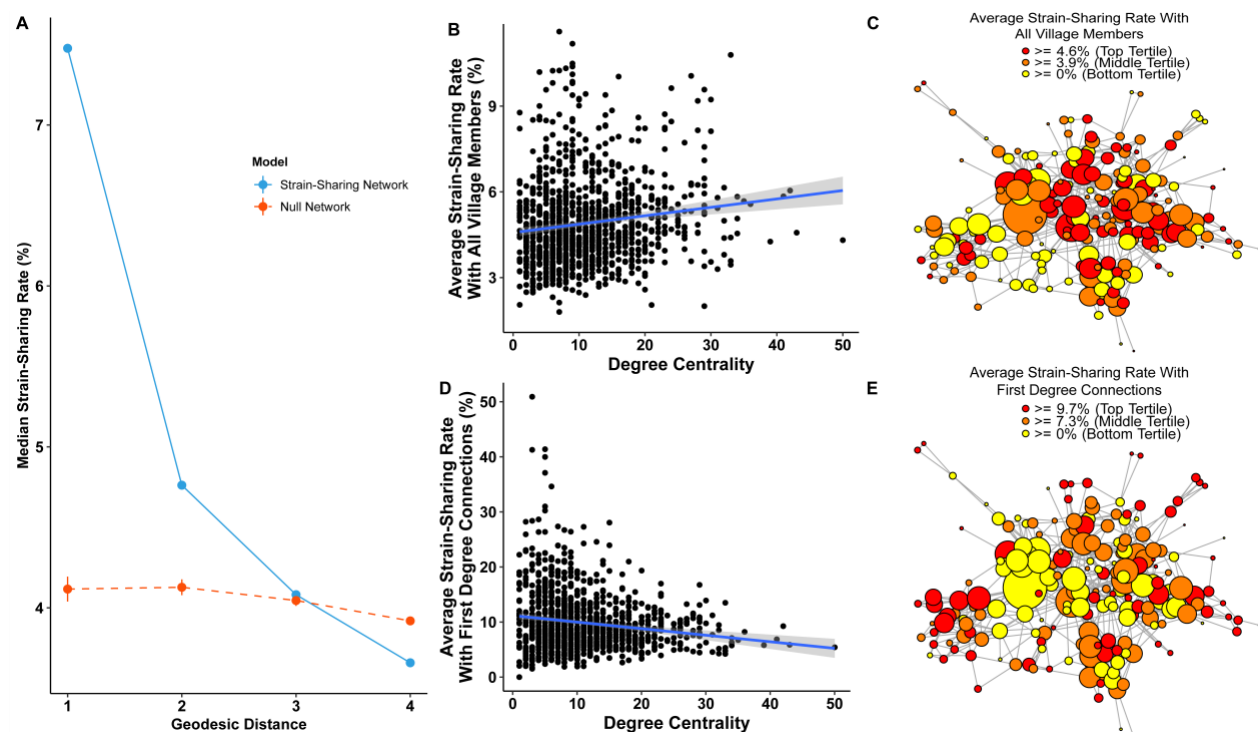 A
Median Strain-Sharing Rate (%)
7
6
5
4
1
2
3
4
Geodesic Distance
Model
Strain-Sharing Network
Null Network
B
Average Strain-Sharing Rate
With All Village Members (%)
9
6
3
0
10
20
30
40
50
Degree Centrality
C
Average Strain-Sharing Rate With
All Village Members
>= 4.6% (Top Tertile)
>= 3.9% (Middle Tertile)
>= 0% (Bottom Tertile)
D
Average Strain-Sharing Rate
With First Degree Connections (%)
50
40
30
20
10
0
0
10
20
30
40
50
Degree Centrality
E
Average Strain-Sharing Rate With
First Degree Connections
>= 9.7% (Top Tertile)
>= 7.3% (Middle Tertile)
>= 0% (Bottom Tertile)